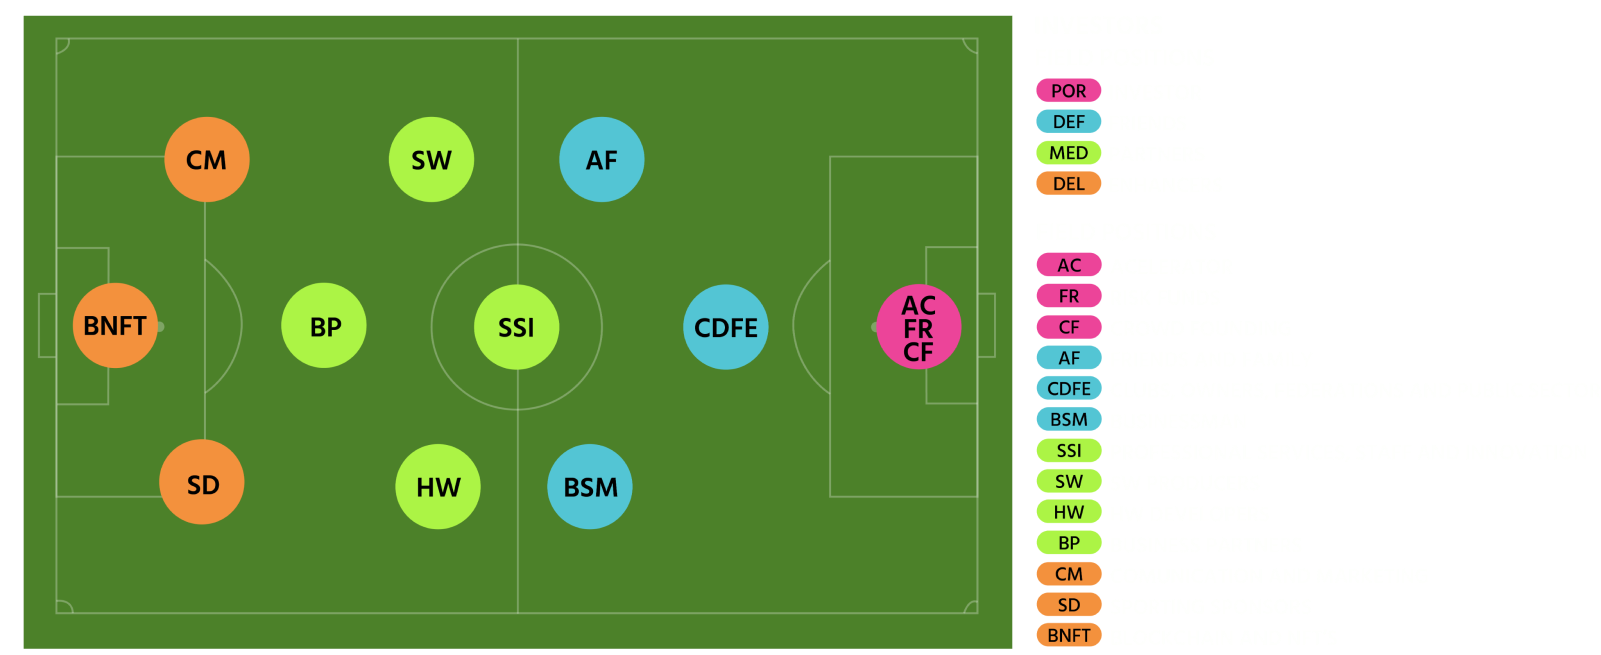 CM
SW
AF
BNFT
BP
SSI
CDFE
AC
FR
CF
SD
HW
BSM
POR
DEF
MED
DEL
AC
FR
CF
AF
CDFE
BSM
SSI
SW
HW
BP
CM
SD
BNFT